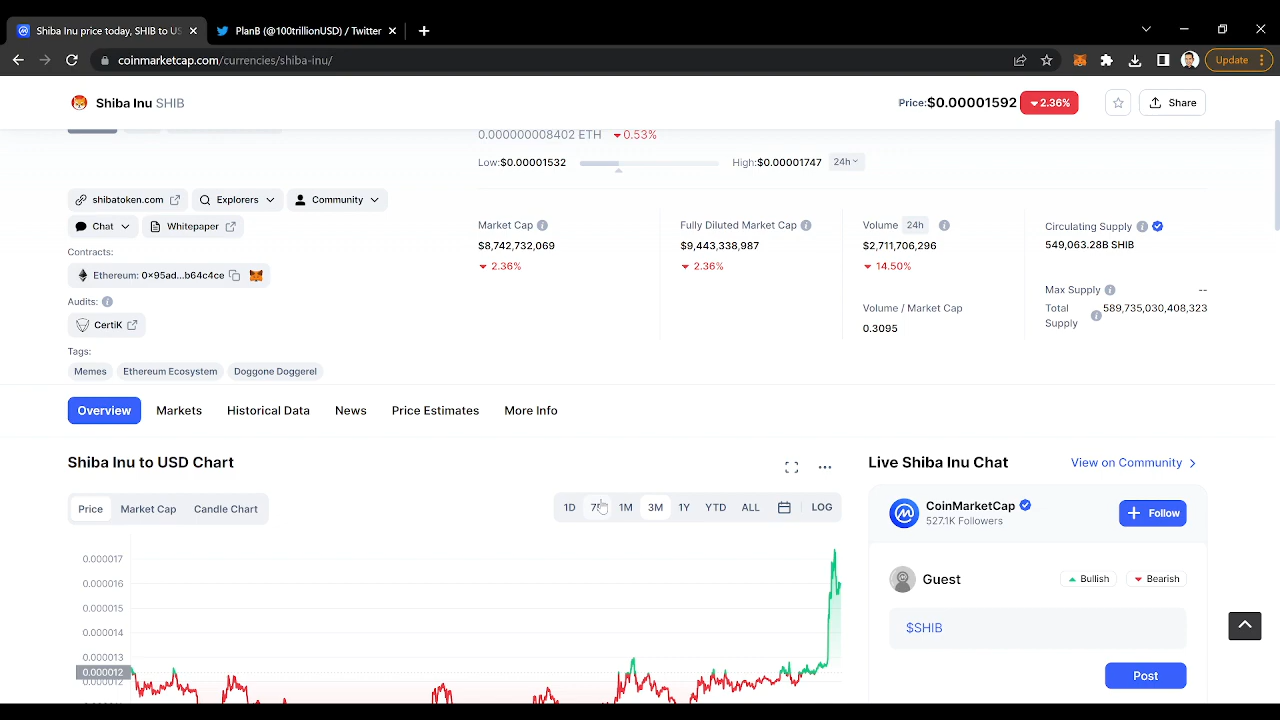 Shiba Inu price today, SHIB to US
PlanB (@100trillionUSD) / Twitter
coinmarketcap.com/currencies/shiba-inu/
Update
Shiba Inu SHIB
Price:$0.00001592
2.36%
Share
0.000000008402 ETH
0.53%
Low:$0.00001532
High:$0.00001747
24h
shibatoken.com
Explorers
Community
Chat
Whitepaper
Contracts:
Ethereum: 0x95ad...b64c4ce
Audits:
CertiK
Tags:
Memes
Ethereum Ecosystem
Doggone Doggerel
Market Cap
$8,742,732,069
2.36%
Fully Diluted Market Cap
$9,443,338,987
2.36%
Volume 24h
$2,711,706,296
14.50%
Volume / Market Cap
0.3095
Circulating Supply
549,063.28B SHIB
Max Supply
--
Total
Supply
589,735,030,408,323
Overview
Markets
Historical Data
News
Price Estimates
More Info
Shiba Inu to USD Chart
Price
Market Cap
Candle Chart
1D
1M
3M
1Y
YTD
ALL
LOG
0.000017
0.000016
0.000015
0.000014
0.000013
0.000012
0.000012
Live Shiba Inu Chat
View on Community
CoinMarketCap
527.1K Followers
Follow
Guest
Bullish
Bearish
$SHIB
Post